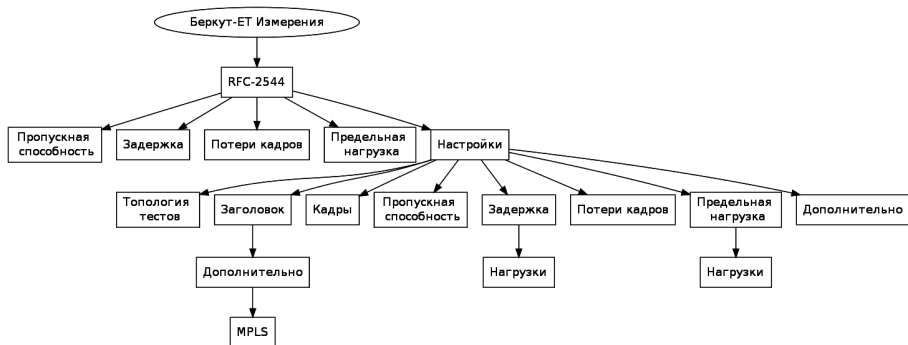 Беркут-ET Измерения
RFC-2544
Пропускная
способность
Задержка
Потери кадров
Предельная
нагрузка
Настройки
Топология
тестов
Заголовок
Кадры
Пропускная
способность
Задержка
Потери кадров
Предельная
нагрузка
Дополнительно
Дополнительно
Нагрузки
Нагрузки
MPLS